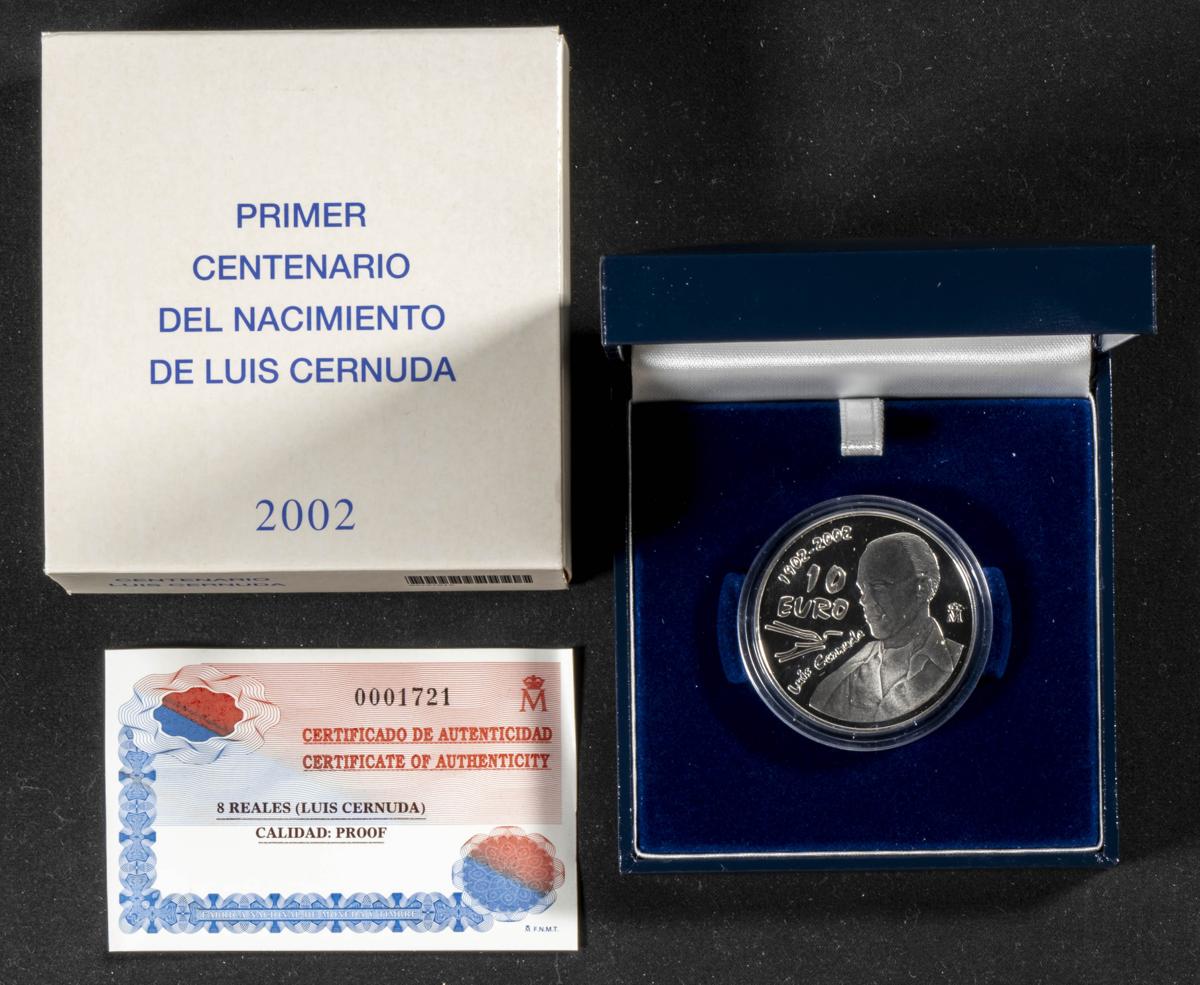 PRIMER
CENTENARIO
DEL NACIMIENTO
DE LUIS CERNUDA
2002
CENTENARIO
LUIS CERNUDA
1902-2002
10
EURO
Luis Cernuda
M
0001721
M
CERTIFICADO DE AUTENTICIDAD
CERTIFICATE OF AUTHENTICITY
8 REALES (LUIS CERNUDA)
CALIDAD: PROOF
FABRICA NACIONAL DE MONEDA Y TIMBRE
M F.N.M.T.